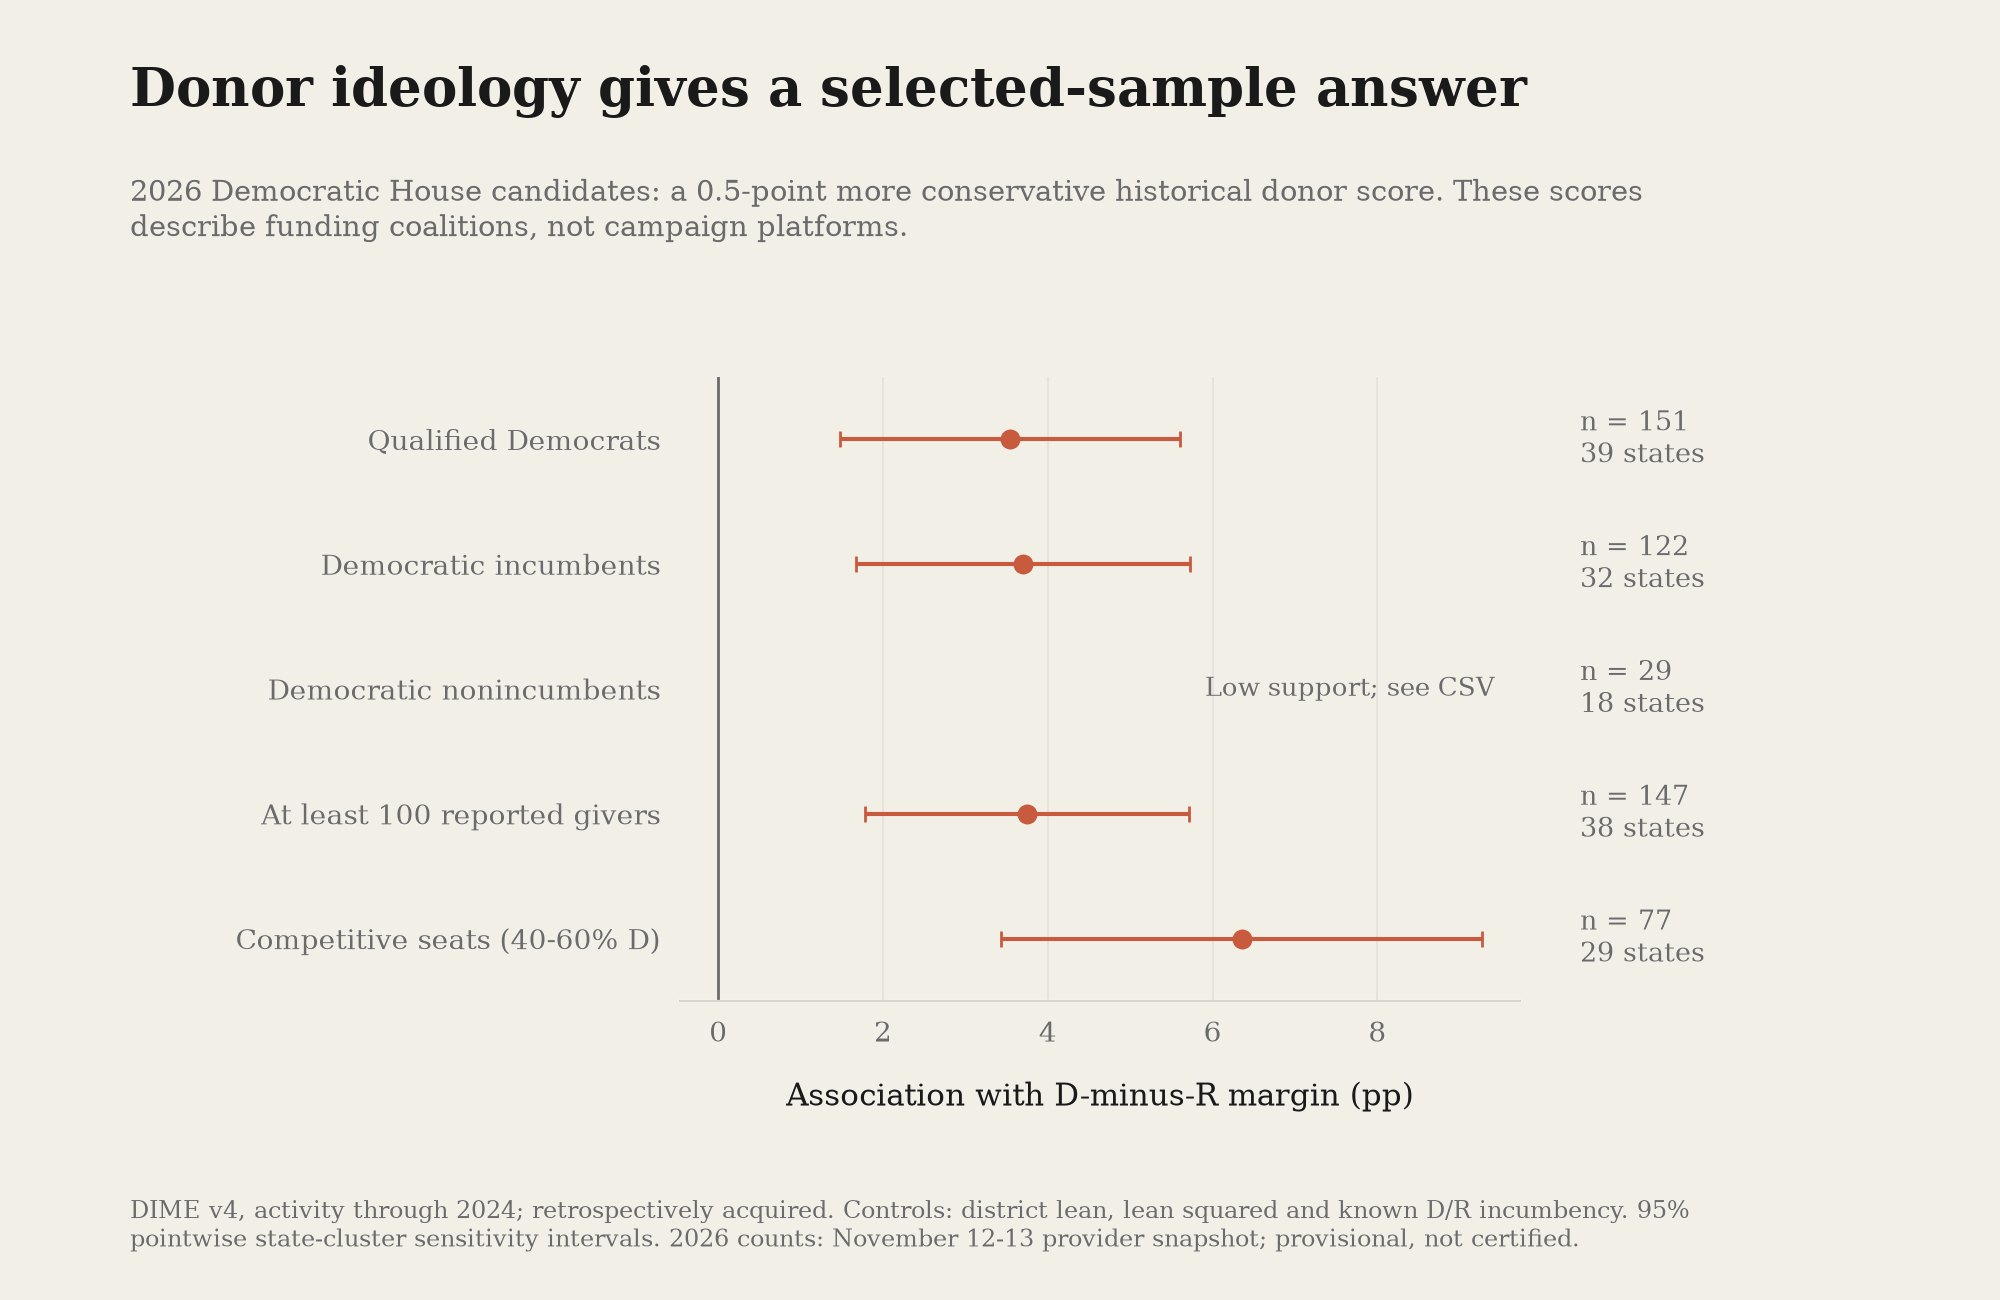 Donor ideology gives a selected-sample answer
2026 Democratic House candidates: a 0.5-point more conservative historical donor score. These scores
describe funding coalitions, not campaign platforms.
Qualified Democrats
n = 151
39 states
Democratic incumbents
n = 122
32 states
Democratic nonincumbents
Low support; see CSV
n = 29
18 states
At least 100 reported givers
n = 147
38 states
Competitive seats (40-60% D)
n = 77
29 states
0 2 4 6 8
Association with D-minus-R margin (pp)
DIME v4, activity through 2024; retrospectively acquired. Controls: district lean, lean squared and known D/R incumbency. 95%
pointwise state-cluster sensitivity intervals. 2026 counts: November 12-13 provider snapshot; provisional, not certified.